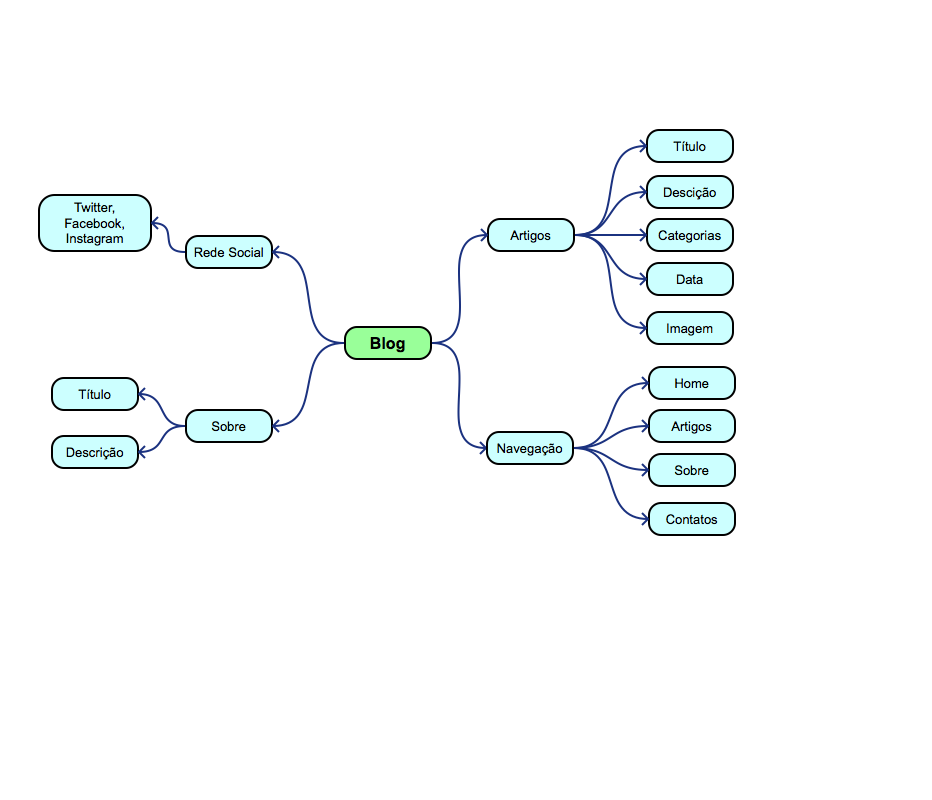 Twitter,
Facebook,
Instagram
Rede Social
Título
Descrição
Sobre
Blog
Artigos
Título
Descição
Categorias
Data
Imagem
Navegação
Home
Artigos
Sobre
Contatos